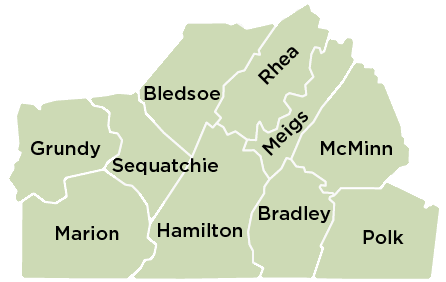 Rhea
Bledsoe
Meigs
Grundy
McMinn
Sequatchie
Bradley
Marion
Hamilton
Polk